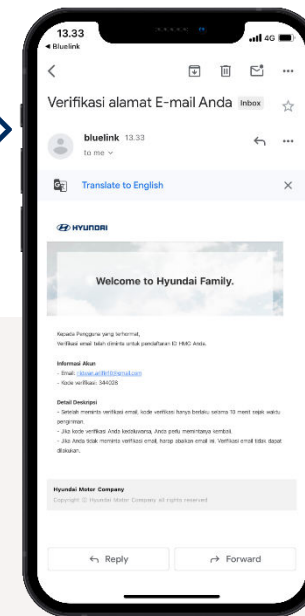 13.33
4G
◀ Bluelink
Verifikasi alamat E-mail Anda Inbox
bluelink 13.33
to me
Translate to English
HYUNDAI
Welcome to Hyundai Family.
Kepada Pengguna yang terhormat,
Verifikasi email telah diminta untuk pendaftaran ID HMG Anda.
Informasi Akun
- Kode verifikasi: 344028
Detail Deskripsi
- Setelah meminta verifikasi email, kode verifikasi hanya berlaku selama 10 menit sejak waktu
pengiriman.
- Jika kode verifikasi Anda kedaluwarsa, Anda perlu memintanya kembali.
- Jika Anda tidak meminta verifikasi email, harap abaikan email ini. Verifikasi email tidak dapat
dilakukan.
Hyundai Motor Company
Copyright © Hyundai Motor Company. all rights reserved
Reply
Forward